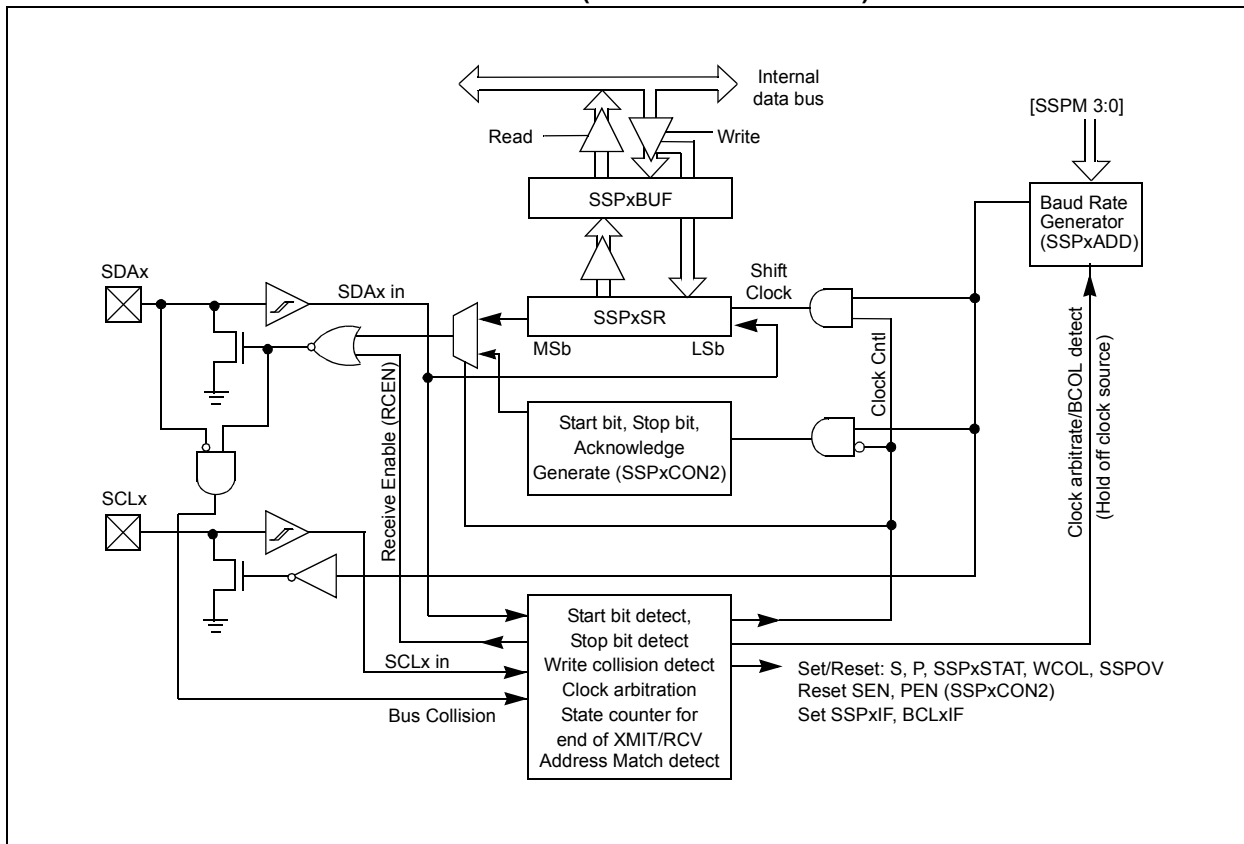 Internal
data bus
[SSPM 3:0]
Read
Write
SSPxBUF
Baud Rate
Generator
(SSPxADD)
SDAx
SDAx in
Shift
Clock
SSPxSR
MSb
LSb
Receive Enable (RCEN)
Clock Cntl
Clock arbitrate/BCOL detect
(Hold off clock source)
Start bit, Stop bit,
Acknowledge
Generate (SSPxCON2)
SCLx
SCLx in
Bus Collision
Start bit detect,
Stop bit detect
Write collision detect
Clock arbitration
State counter for
end of XMIT/RCV
Address Match detect
Set/Reset: S, P, SSPxSTAT, WCOL, SSPOV
Reset SEN, PEN (SSPxCON2)
Set SSPxIF, BCLxIF